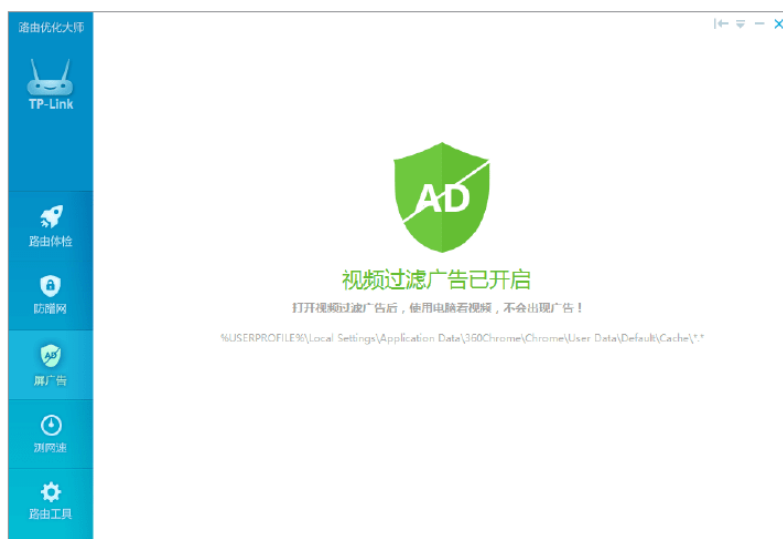 路由优化大师
TP-Link
路由体检
防蹭网
AD
屏广告
测网速
路由工具
AD
视频过滤广告已开启
打开视频过滤广告后，使用电脑看视频，不会出现广告！
%USERPROFILE%\Local Settings\Application Data\360Chrome\Chrome\User Data\Default\Cache\*.*